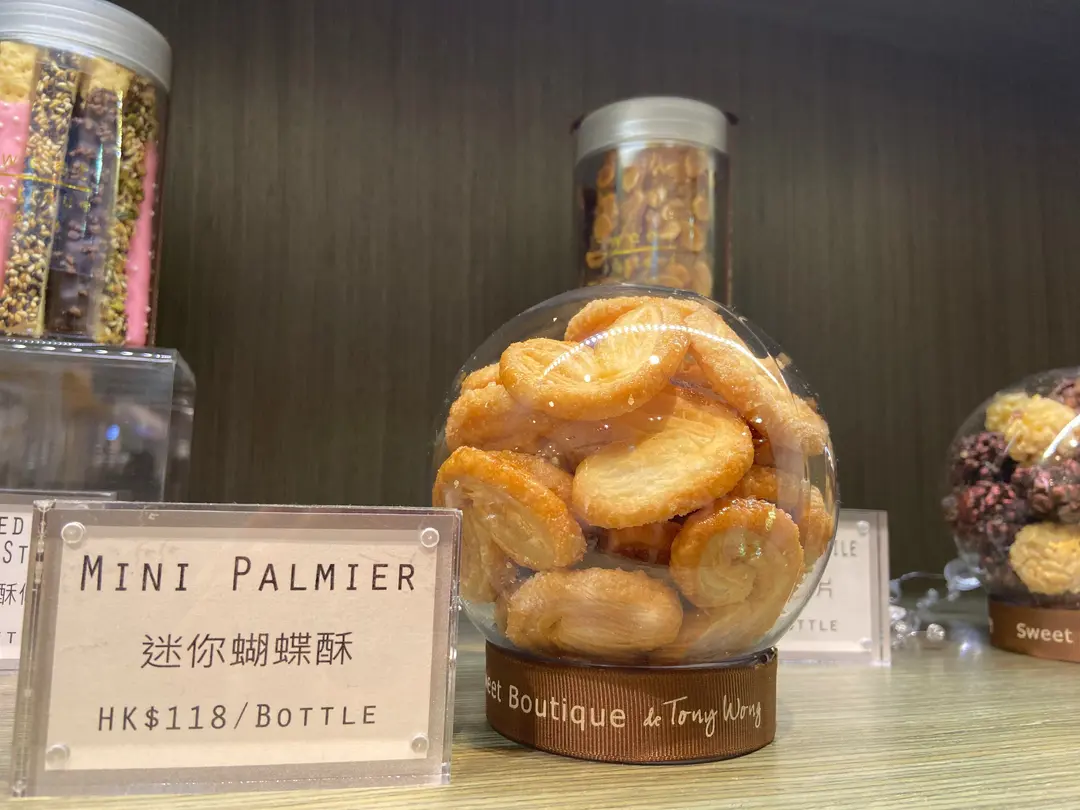 MINI PALMIER
迷你蝴蝶酥
HK$118/BOTTLE
Boutique de Tony Wong
Sweet